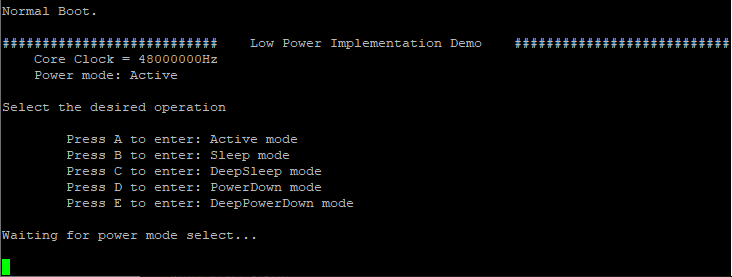 Normal Boot.
########################### Low Power Implementation Demo ###########################
Core Clock = 48000000Hz
Power mode: Active
Select the desired operation
Press A to enter: Active mode
Press B to enter: Sleep mode
Press C to enter: DeepSleep mode
Press D to enter: PowerDown mode
Press E to enter: DeepPowerDown mode
Waiting for power mode select...